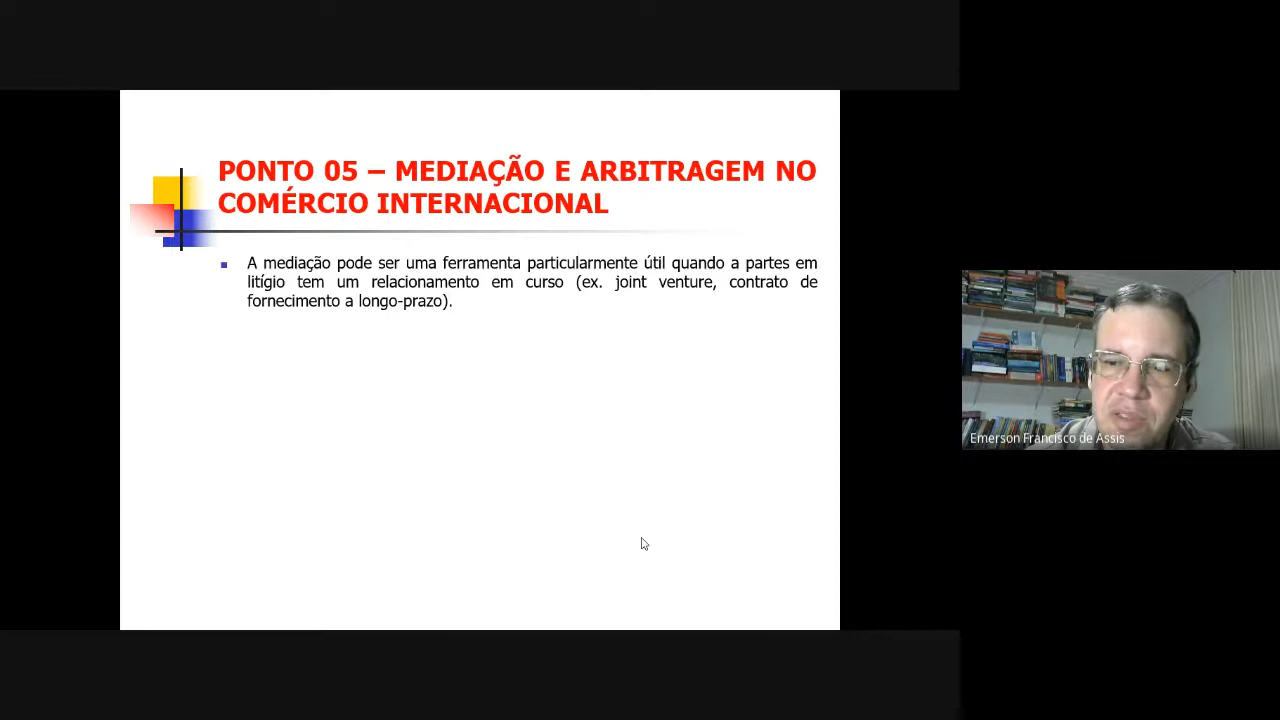 PONTO 05 – MEDIAÇÃO E ARBITRAGEM NO
COMÉRCIO INTERNACIONAL
A mediação pode ser uma ferramenta particularmente útil quando a partes em
litígio tem um relacionamento em curso (ex. joint venture, contrato de
fornecimento a longo-prazo).
Emerson Francisco de Assis